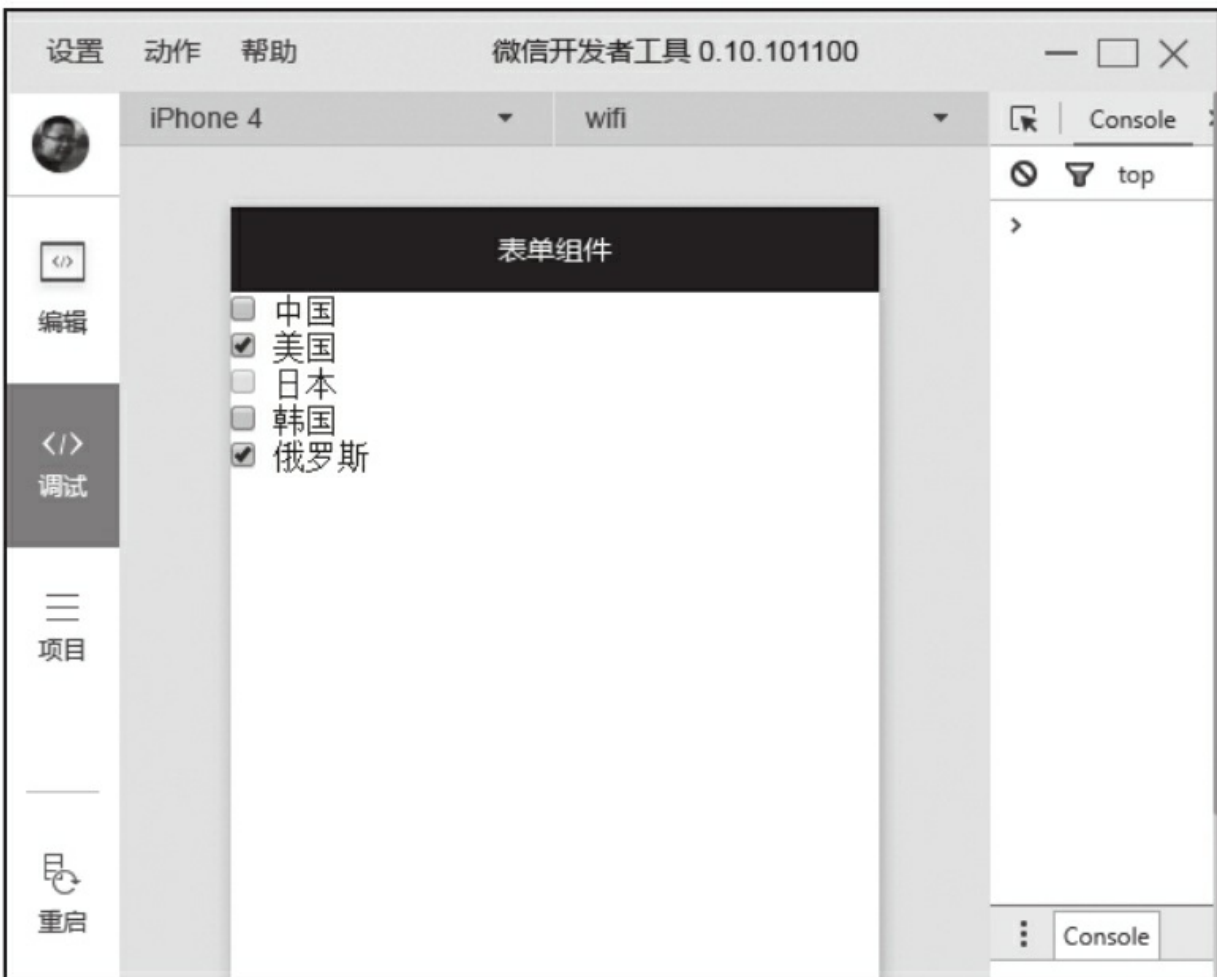 设置 动作 帮助 微信开发者工具 0.10.101100
iPhone 4 wifi Console
top
表单组件
中国
美国
日本
韩国
俄罗斯
编辑
调试
项目
重启
Console